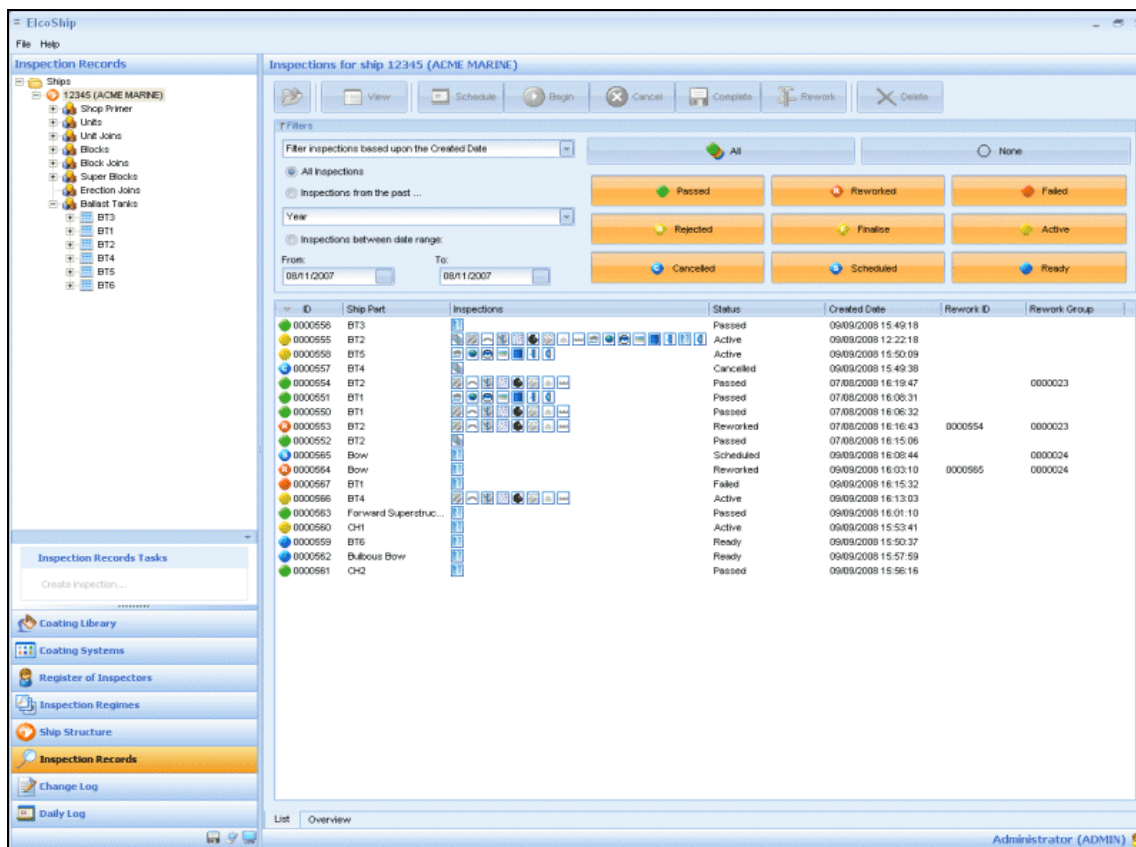 ElcoShip
File Help
Inspection Records
Ships
12345 (ACME MARINE)
Shop Primer
Units
Unit Joins
Blocks
Block Joins
Super Blocks
Erection Joins
Ballast Tanks
BT3
BT1
BT2
BT4
BT5
BT6
Inspection Records Tasks
Create inspection...
Coating Library
Coating Systems
Register of Inspectors
Inspection Regimes
Ship Structure
Inspection Records
Change Log
Daily Log
Inspections for ship 12345 (ACME MARINE)
View Schedule Begin Cancel Complete Rework Delete
Filters
Filter inspections based upon the Created Date
All Inspections
Inspections from the past ...
Year
Inspections between date range:
From: To:
08/11/2007 08/11/2007
All None
Passed Reworked Failed
Rejected Finalise Active
Cancelled Scheduled Ready
ID Ship Part Inspections Status Created Date Rework ID Rework Group
0000556 BT3 Passed 09/09/2008 15:49:18
0000555 BT2 Active 09/09/2008 12:22:18
0000558 BT5 Active 09/09/2008 15:50:09
0000557 BT4 Cancelled 09/09/2008 15:49:38
0000554 BT2 Passed 07/08/2008 16:19:47 0000023
0000551 BT1 Passed 07/08/2008 16:08:31
0000550 BT1 Passed 07/08/2008 16:06:32
0000553 BT2 Reworked 07/08/2008 16:16:43 0000554 0000023
0000552 BT2 Passed 07/08/2008 16:15:06
0000565 Bow Scheduled 09/09/2008 16:08:44 0000024
0000564 Bow Reworked 09/09/2008 16:03:10 0000565 0000024
0000567 BT1 Failed 09/09/2008 16:15:32
0000566 BT4 Active 09/09/2008 16:13:03
0000563 Forward Superstruc... Passed 09/09/2008 16:01:10
0000560 CH1 Active 09/09/2008 15:53:41
0000559 BT6 Ready 09/09/2008 15:50:37
0000562 Bulbous Bow Ready 09/09/2008 15:57:59
0000561 CH2 Passed 09/09/2008 15:56:16
List Overview
Administrator (ADMIN)